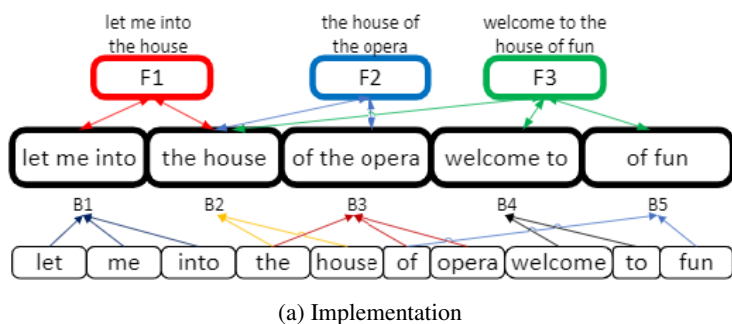 let me into
the house
the house of
the opera
welcome to the
house of fun
F1
F2
F3
let me into
the house
of the opera
welcome to
of fun
B1
B2
B3
B4
B5
let
me
into
the
house
of
opera
welcome
to
fun
(a) Implementation